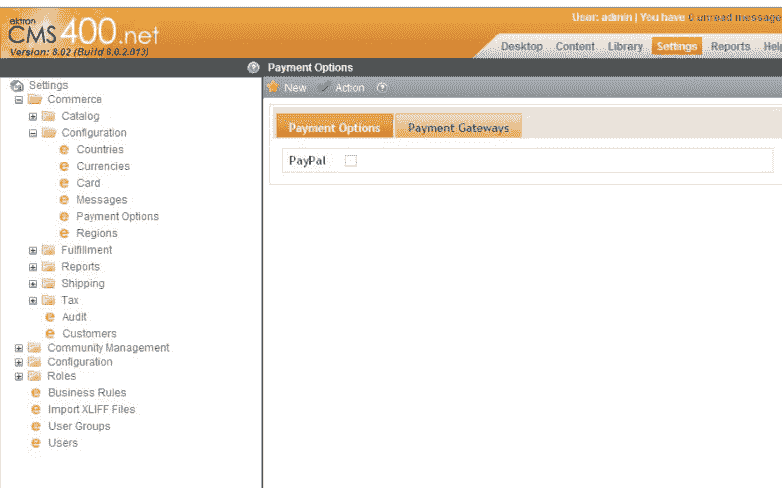 ektron
CMS400.net
Version: 8.02 (Build 8.0.2.013)
User: admin | You have 0 unread message
Desktop Content Library Settings Reports Help
Payment Options
New Action
Settings
Commerce
Catalog
Configuration
Countries
Currencies
Card
Messages
Payment Options
Regions
Fulfillment
Reports
Shipping
Tax
Audit
Customers
Community Management
Configuration
Roles
Business Rules
Import XLIFF Files
User Groups
Users
Payment Options Payment Gateways
PayPal